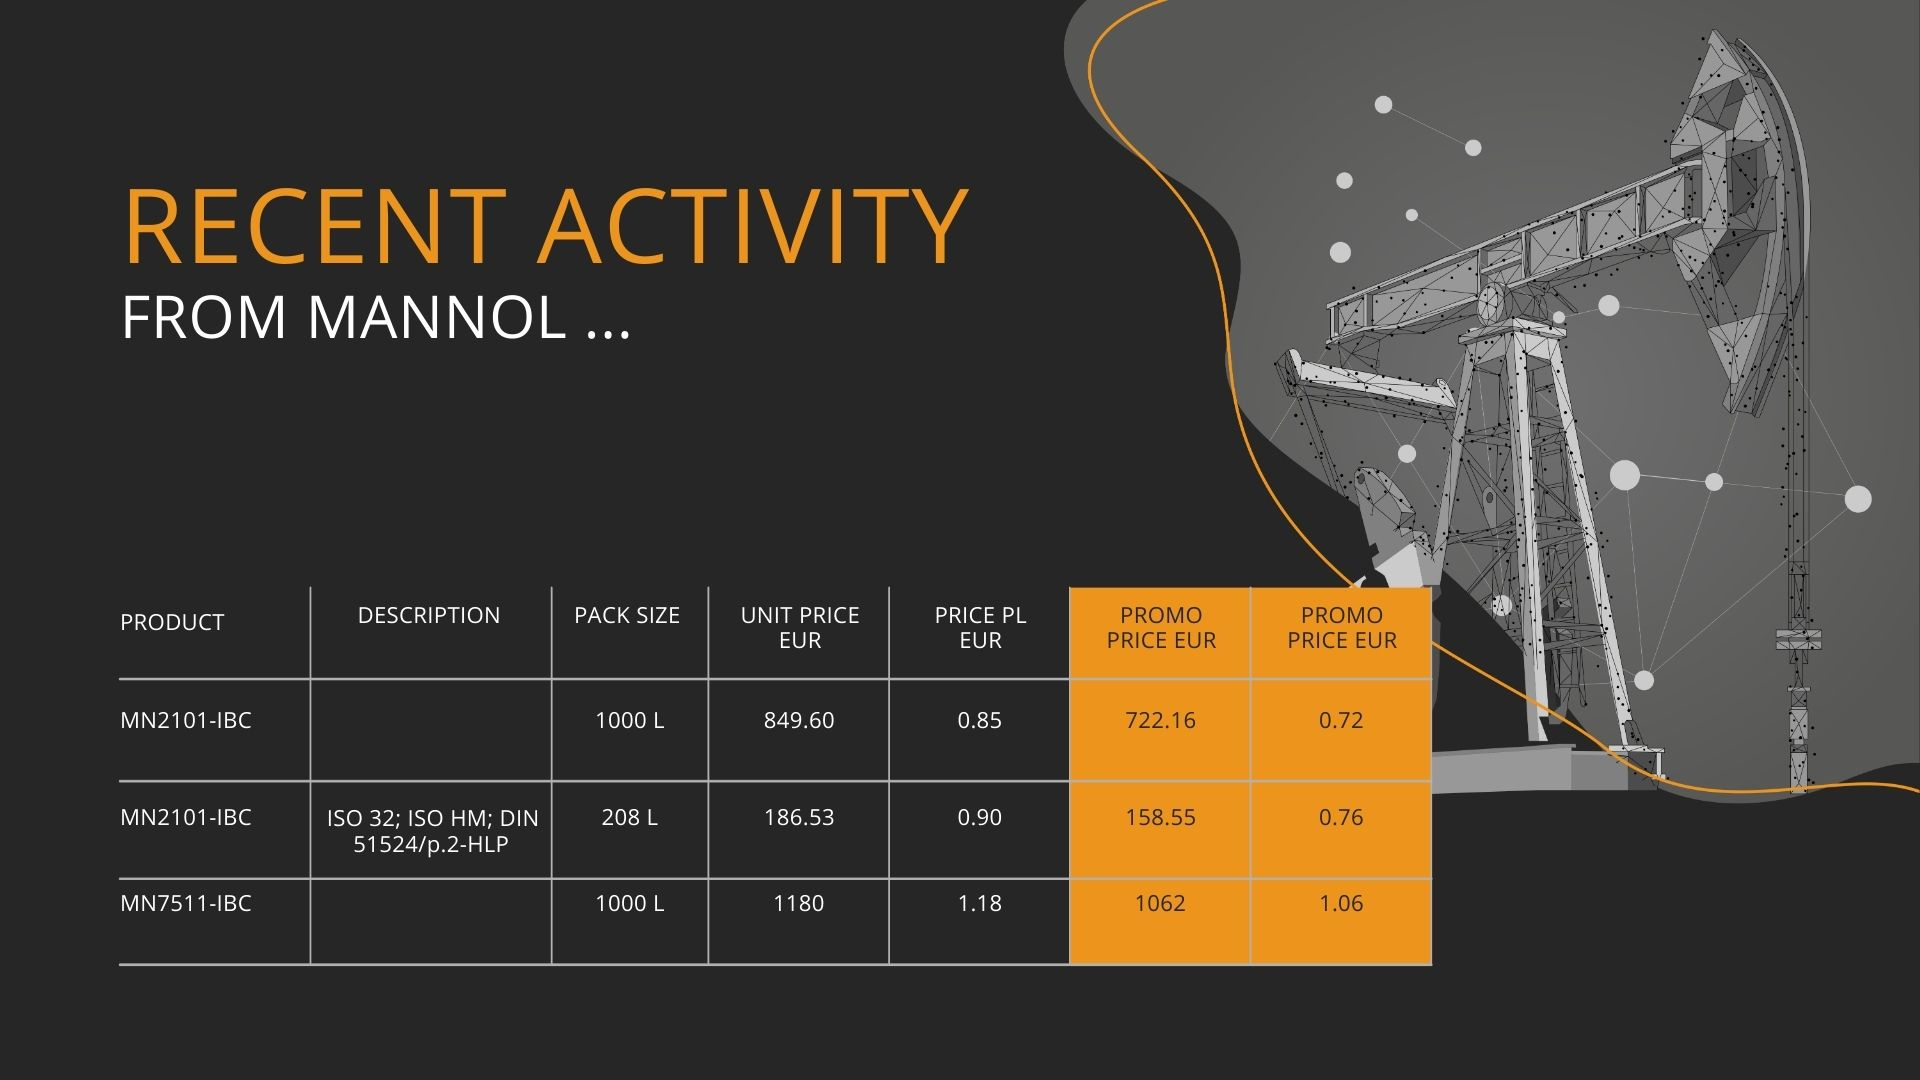 RECENT ACTIVITY
FROM MANNOL ...
PRODUCT
DESCRIPTION
PACK SIZE
UNIT PRICE
EUR
PRICE PL
EUR
PROMO
PRICE EUR
PROMO
PRICE EUR
MN2101-IBC
1000 L
849.60
0.85
722.16
0.72
MN2101-IBC
ISO 32; ISO HM; DIN
51524/p.2-HLP
208 L
186.53
0.90
158.55
0.76
MN7511-IBC
1000 L
1180
1.18
1062
1.06